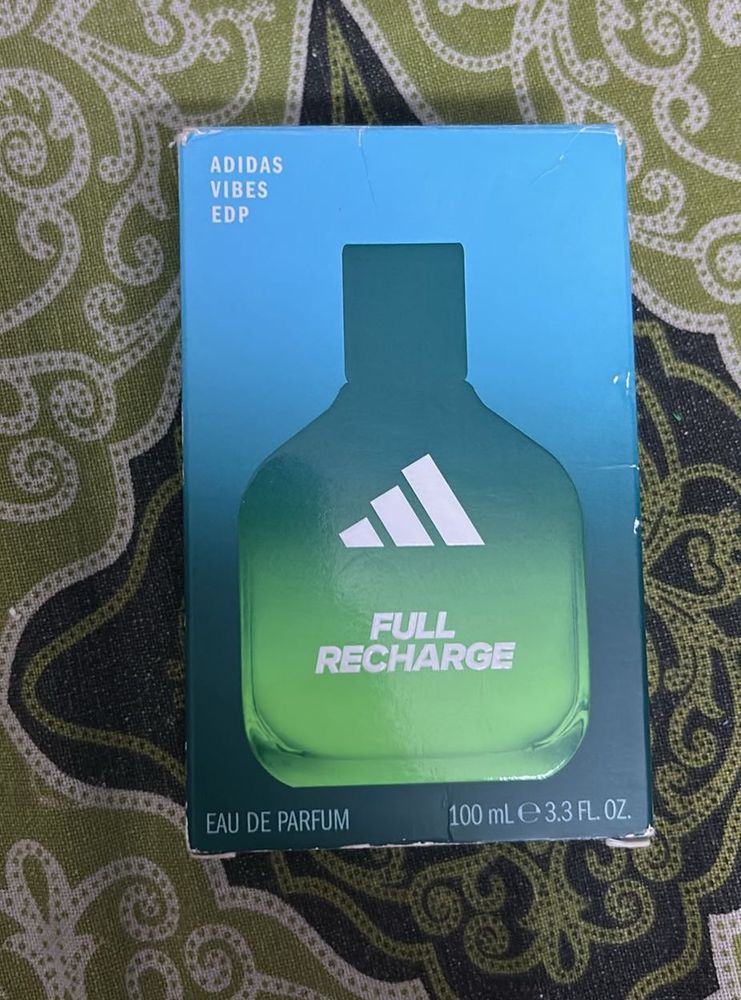 ADIDAS
VIBES
EDP
FULL
RECHARGE
EAU DE PARFUM
100 mL ℮ 3.3 FL. OZ.